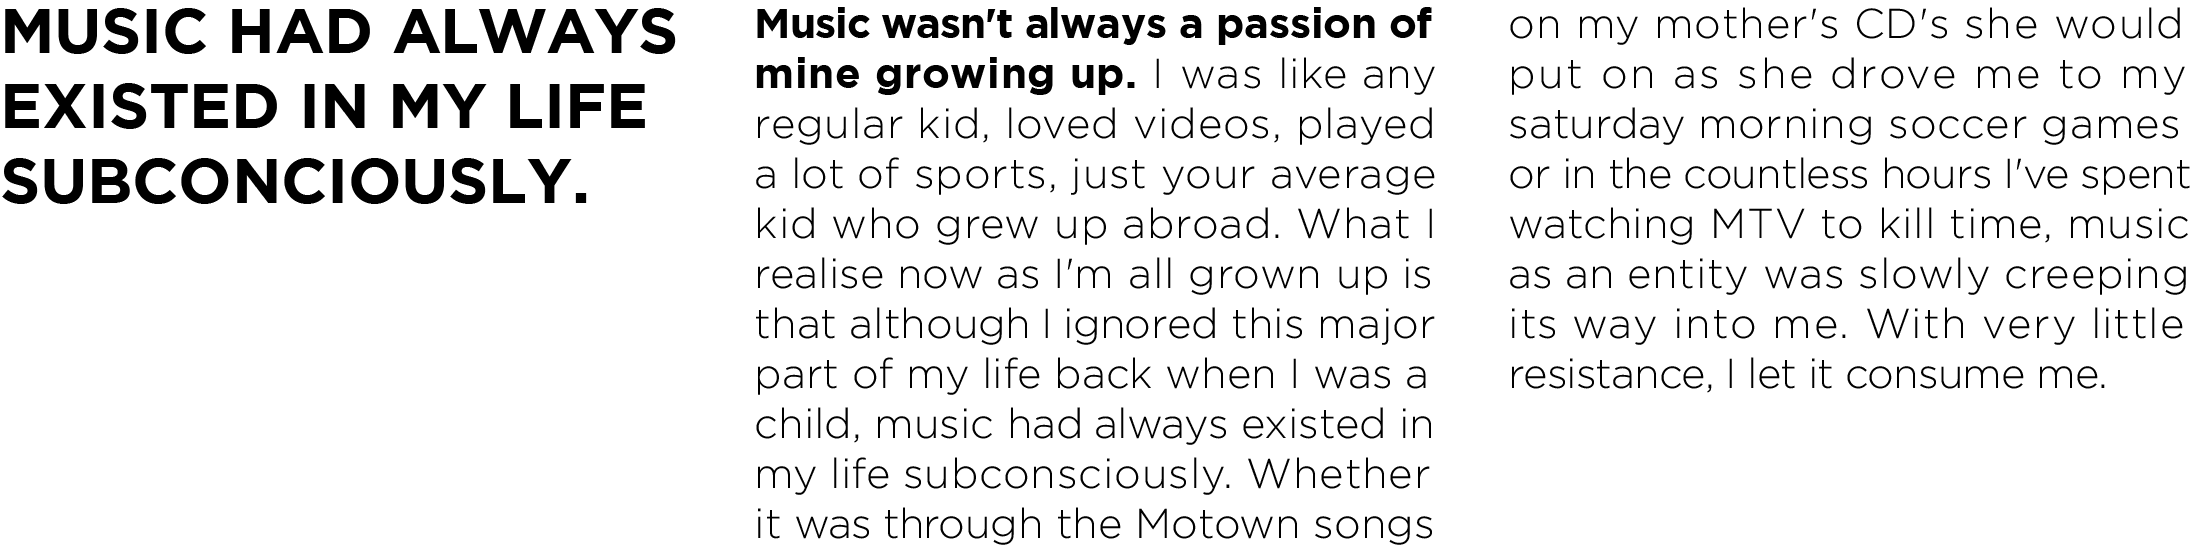 MUSIC HAD ALWAYS
EXISTED IN MY LIFE
SUBCONCIOUSLY.
Music wasn't always a passion of
mine growing up. I was like any
regular kid, loved videos, played
a lot of sports, just your average
kid who grew up abroad. What I
realise now as I'm all grown up is
that although I ignored this major
part of my life back when I was a
child, music had always existed in
my life subconsciously. Whether
it was through the Motown songs
on my mother's CD's she would
put on as she drove me to my
saturday morning soccer games
or in the countless hours I've spent
watching MTV to kill time, music
as an entity was slowly creeping
its way into me. With very little
resistance, I let it consume me.